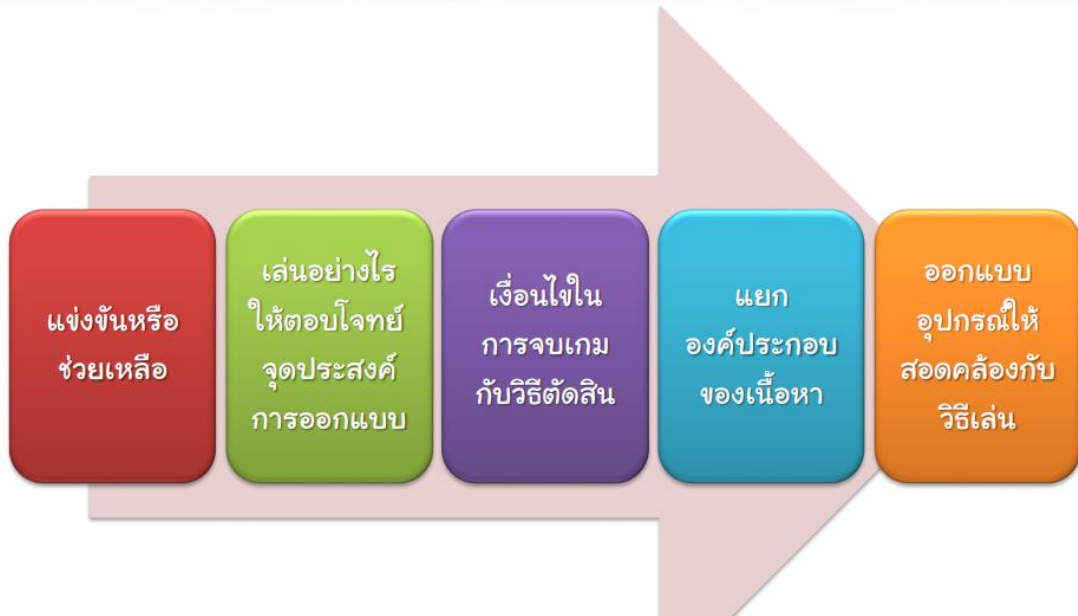 แข่งขันหรือ
ช่วยเหลือ
เล่นอย่างไร
ให้ตอบโจทย์
จุดประสงค์
การออกแบบ
เงื่อนไขใน
การจบเกม
กับวิธีตัดสิน
แยก
องค์ประกอบ
ของเนื้อหา
ออกแบบ
อุปกรณ์ให้
สอดคล้องกับ
วิธีเล่น